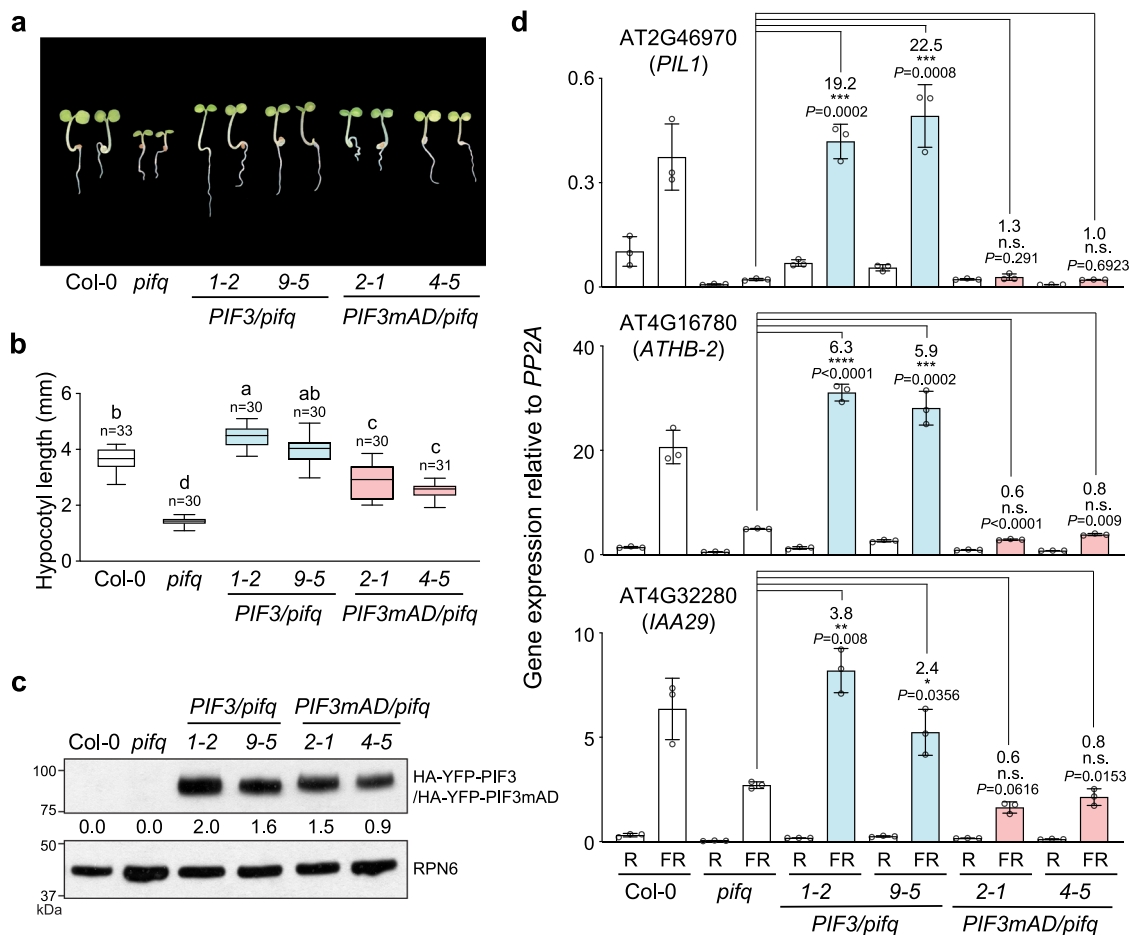 a
Col-0 pifq 1-2 9-5 2-1 4-5
PIF3/pifq PIF3mAD/pifq
b
Hypocotyl length (mm)
6
4
2
0
b
n=33
d
n=30
a
n=30
ab
n=30
c
n=30
c
n=31
Col-0 pifq 1-2 9-5 2-1 4-5
PIF3/pifq PIF3mAD/pifq
c
PIF3/pifq PIF3mAD/pifq
Col-0 pifq 1-2 9-5 2-1 4-5
100
75
HA-YFP-PIF3
/HA-YFP-PIF3mAD
0.0 0.0 2.0 1.6 1.5 0.9
50
37
kDa
RPN6
d
Gene expression relative to PP2A
AT2G46970
(PIL1)
0.6
0.3
0
19.2
***
P=0.0002
22.5
***
P=0.0008
1.3
n.s.
P=0.291
1.0
n.s.
P=0.6923
AT4G16780
(ATHB-2)
40
20
0
6.3
****
P<0.0001
5.9
***
P=0.0002
0.6
n.s.
P<0.0001
0.8
n.s.
P=0.009
AT4G32280
(IAA29)
10
5
0
3.8
**
P=0.008
2.4
*
P=0.0356
0.6
n.s.
P=0.0616
0.8
n.s.
P=0.0153
R FR R FR R FR R FR R FR R FR
Col-0 pifq 1-2 9-5 2-1 4-5
PIF3/pifq PIF3mAD/pifq